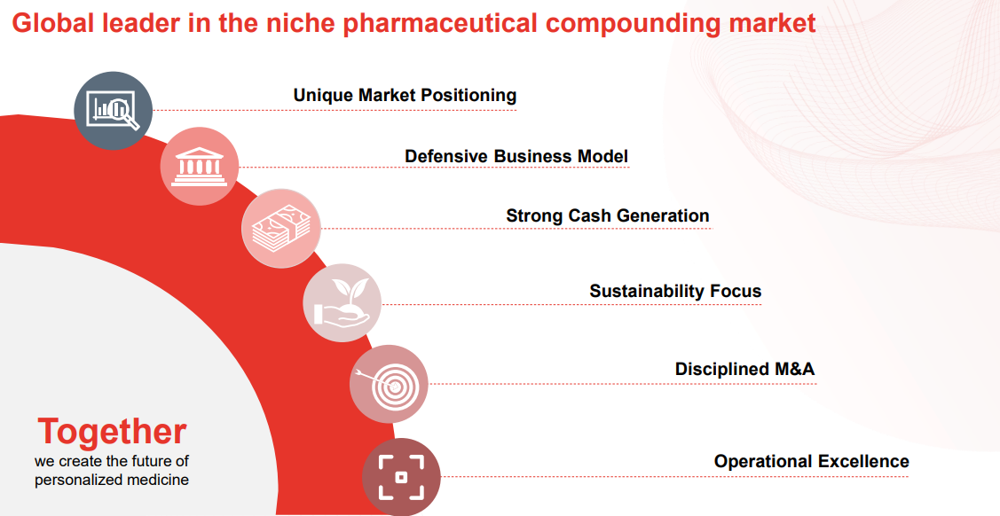 Global leader in the niche pharmaceutical compounding market
Unique Market Positioning
Defensive Business Model
Strong Cash Generation
Sustainability Focus
Disciplined M&A
Operational Excellence
Together
we create the future of
personalized medicine